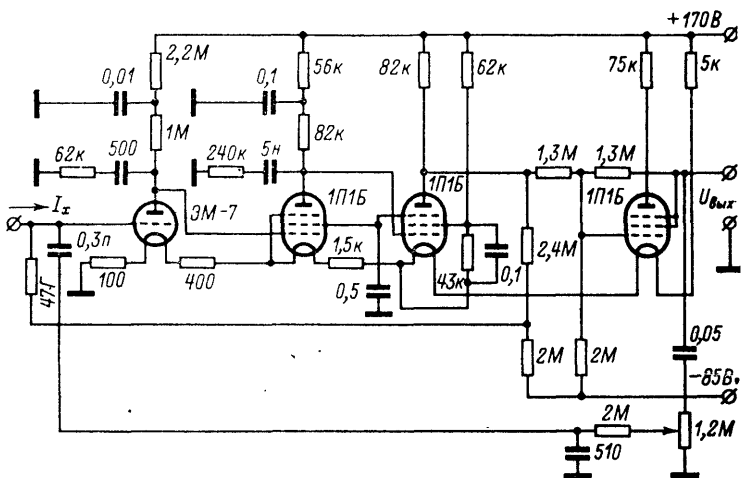 +170В
2,2М
56к
82к
62к
75к
5к
0,01
0,1
1М
82к
62к
500
240к
5н
1,3М
1,3М
1П1Б
1П1Б
1П1Б
Iх
ЭМ-7
Uвых
0,3п
1,5к
2,4М
100
400
43к
0,1
47Г
0,5
0,05
2М
2М
-85В
2М
1,2М
510